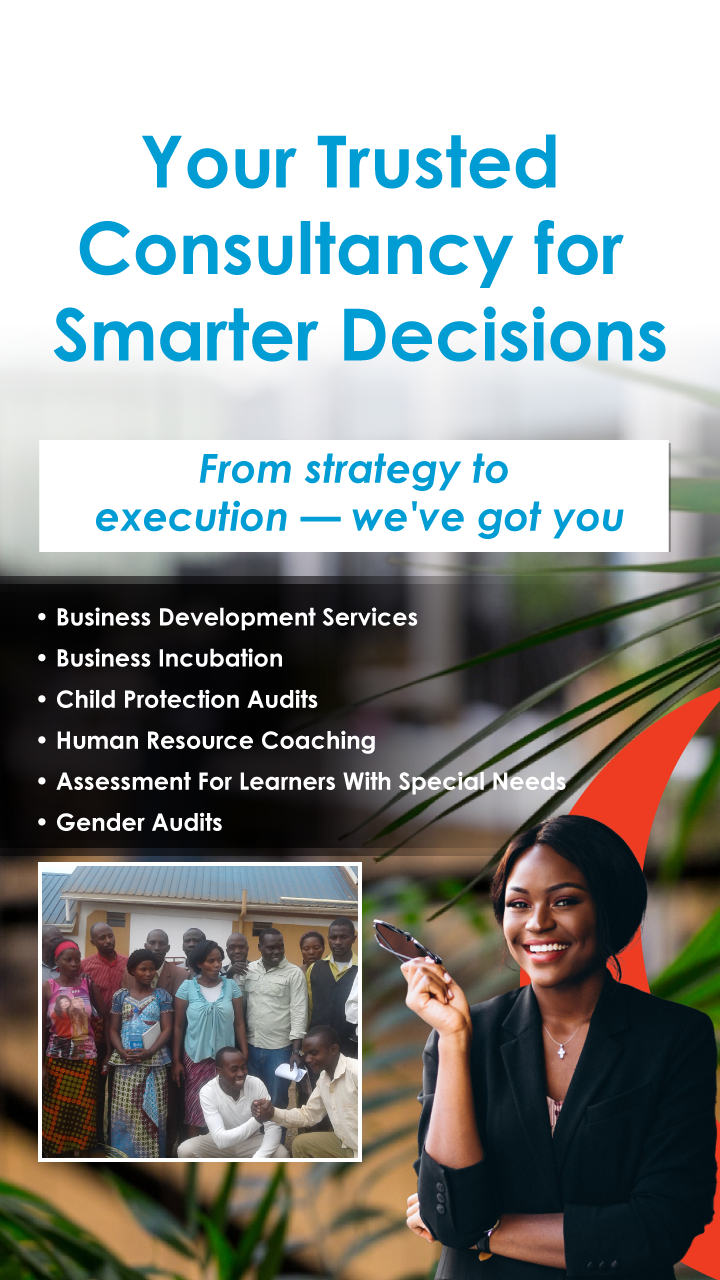 Your Trusted
Consultancy for
Smarter Decisions
From strategy to
execution — we've got you
• Business Development Services
• Business Incubation
• Child Protection Audits
• Human Resource Coaching
• Assessment For Learners With Special Needs
• Gender Audits